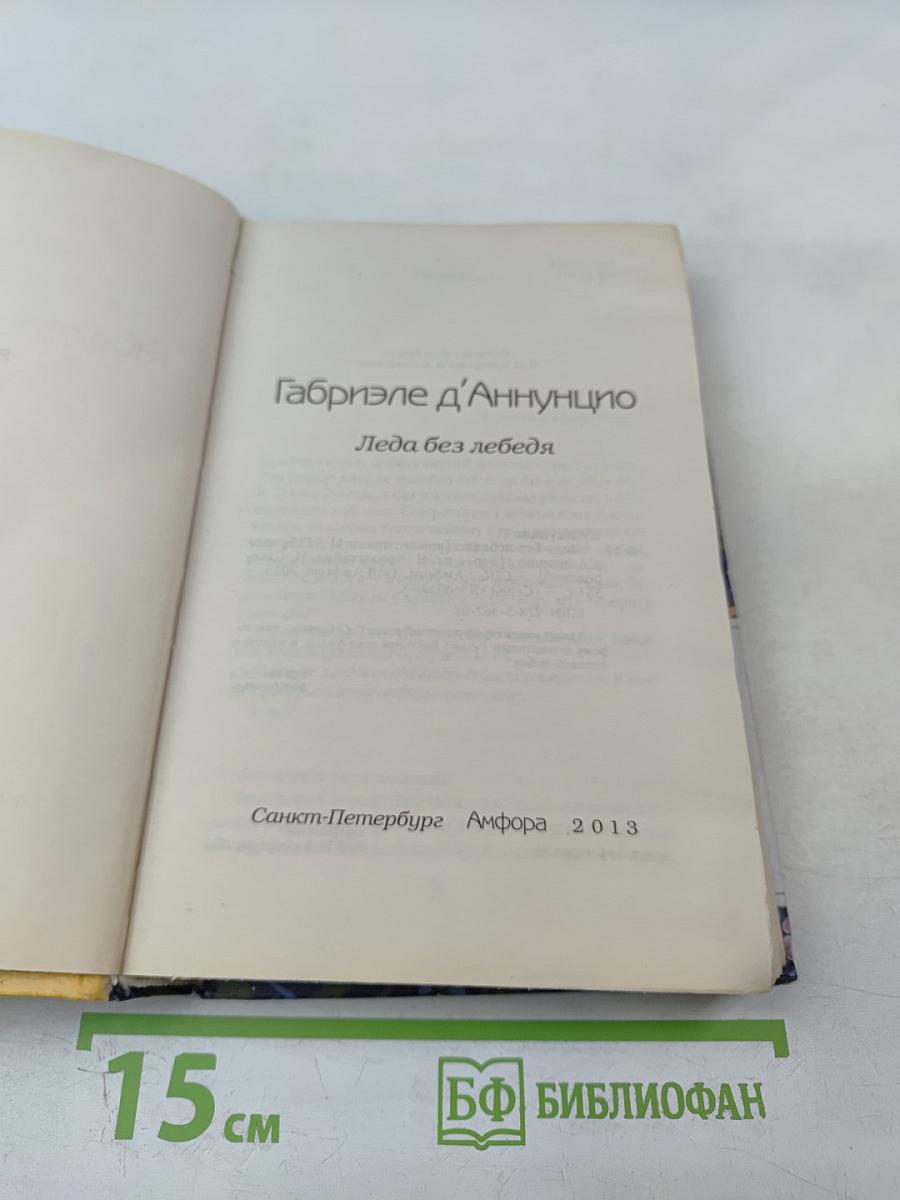 Габриэле д'Аннунцио
Леда без лебедя
Санкт-Петербург Амфора 2013
15 см
БФ БИБЛИОФАН